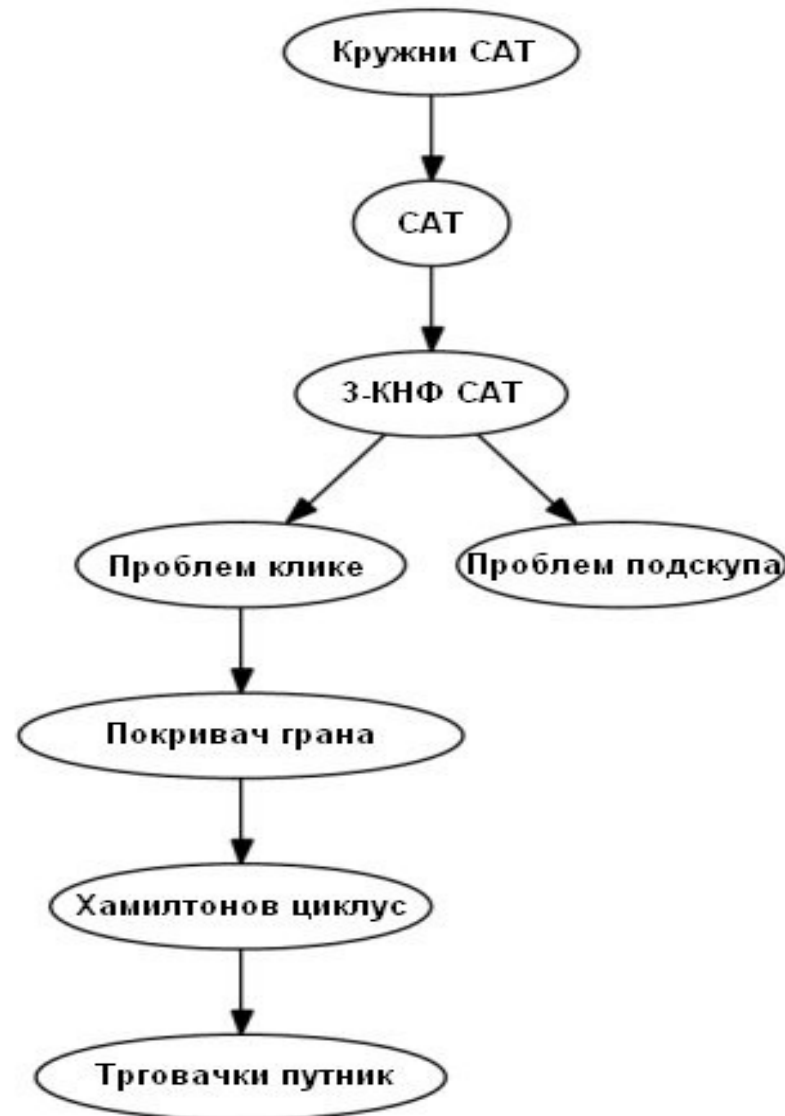 Кружни САТ
САТ
3-КНФ САТ
Проблем клике
Проблем подскупа
Покривач грана
Хамилтонов циклус
Трговачки путник